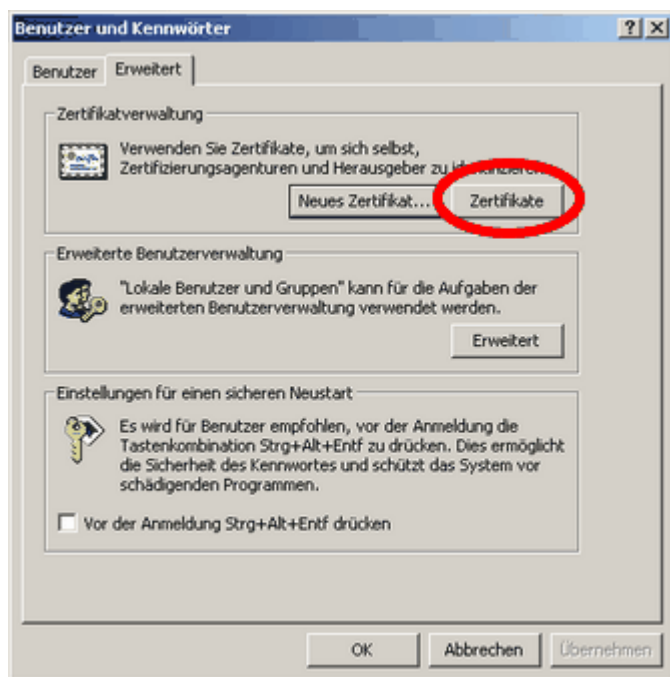 Benutzer und Kennwörter
Benutzer
Erweitert
Zertifikatverwaltung
Verwenden Sie Zertifikate, um sich selbst,
Zertifizierungsagenturen und Herausgeber zu identifizieren.
Neues Zertifikat...
Zertifikate
Erweiterte Benutzerverwaltung
"Lokale Benutzer und Gruppen" kann für die Aufgaben der
erweiterten Benutzerverwaltung verwendet werden.
Erweitert
Einstellungen für einen sicheren Neustart
Es wird für Benutzer empfohlen, vor der Anmeldung die
Tastenkombination Strg+Alt+Entf zu drücken. Dies ermöglicht
die Sicherheit des Kennwortes und schützt das System vor
schädigenden Programmen.
Vor der Anmeldung Strg+Alt+Entf drücken
OK
Abbrechen
Übernehmen